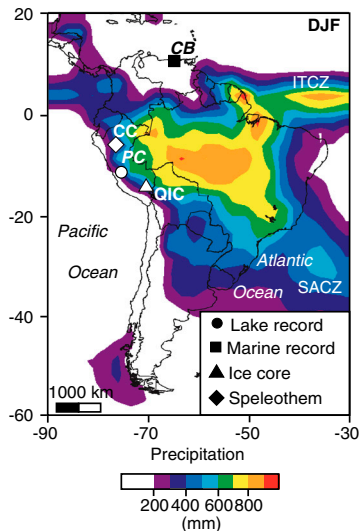 20
DJF
CB
ITCZ
0
CC
PC
QIC
-20
Pacific
Ocean
Atlantic
Ocean
SACZ
-40
Lake record
Marine record
Ice core
Speleothem
1000 km
-60
-90 -70 -50 -30
Precipitation
200 400 600 800
(mm)